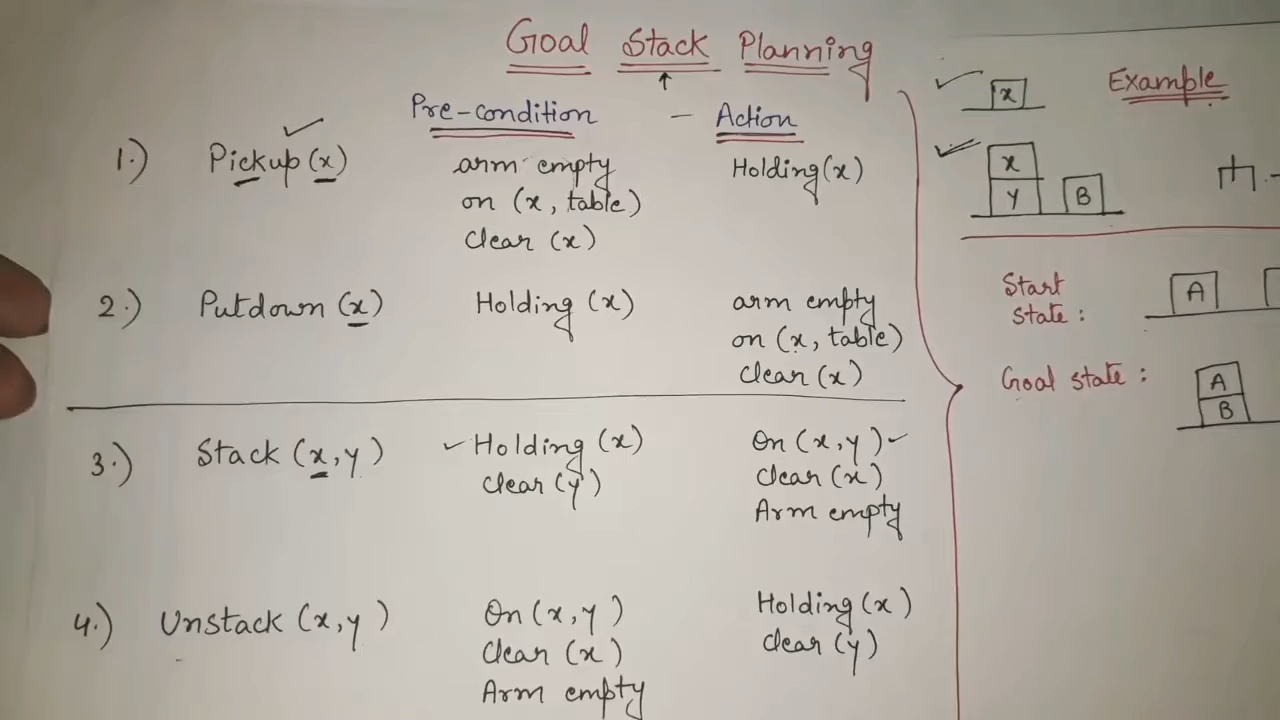 Goal Stack Planning
Pre-condition - Action
1.) Pickup (x) arm empty Holding (x)
on (x, table)
clear (x)
2.) Putdown (x) Holding (x) arm empty
on (x, table)
clear (x)
3.) Stack (x, y) Holding (x) On (x, y)
clear (y) clear (x)
Arm empty
4.) Unstack (x, y) On (x, y) Holding (x)
clear (x) clear (y)
Arm empty
Example
x
x
y B
Start
state :
A
Goal state :
A
B